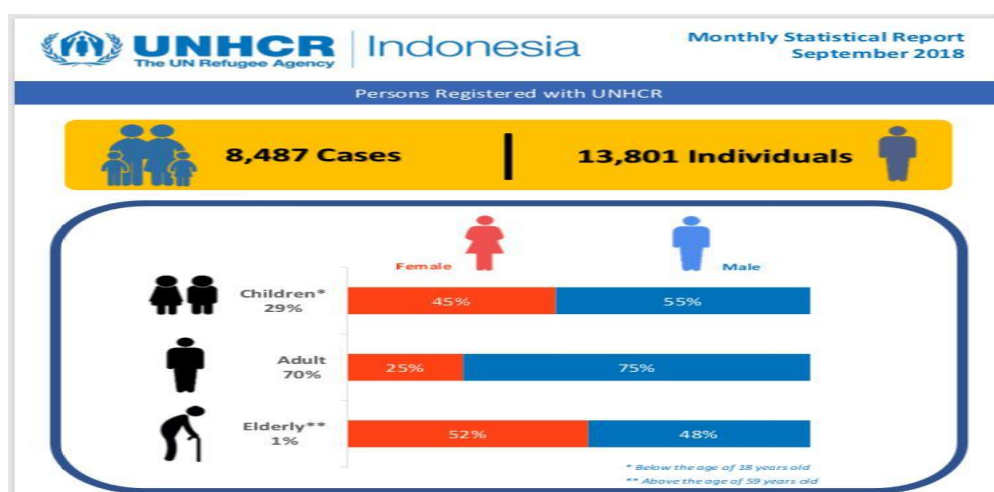 UNHCR
The UN Refugee Agency
Indonesia
Monthly Statistical Report
September 2018
Persons Registered with UNHCR
8,487 Cases
13,801 Individuals
Female
Male
Children*
29%
45%
55%
Adult
70%
25%
75%
Elderly**
1%
52%
48%
* Below the age of 18 years old
** Above the age of 59 years old